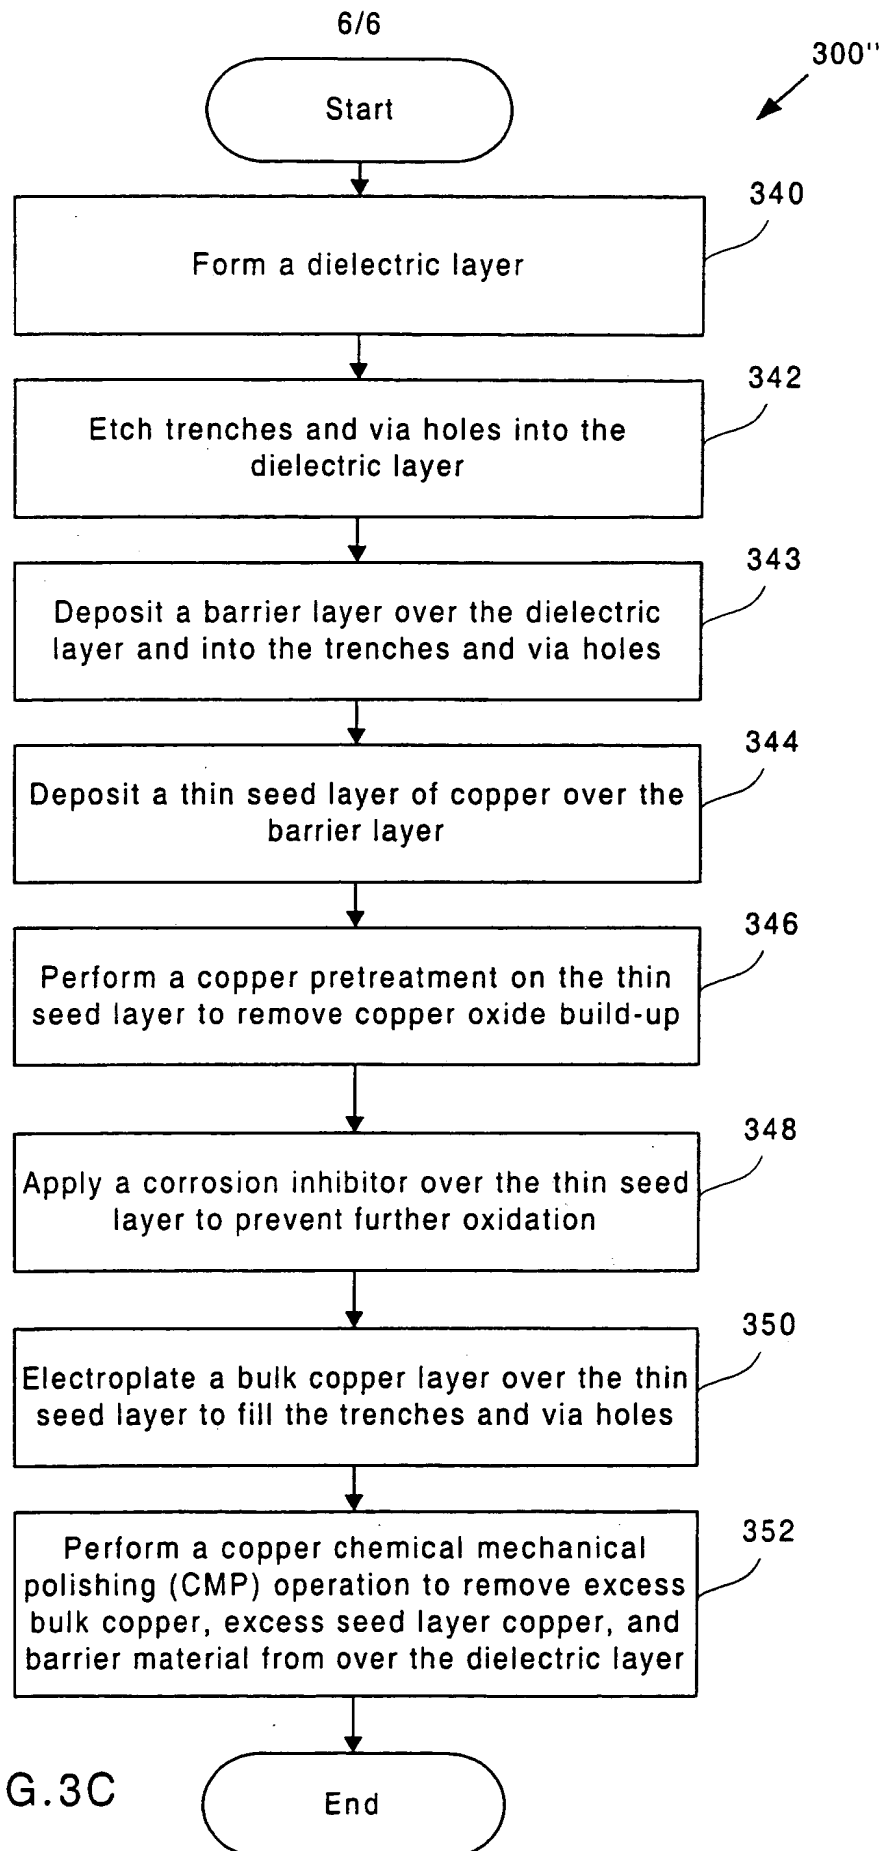 6/6
300"
Start
340
Form a dielectric layer
342
Etch trenches and via holes into the
dielectric layer
343
Deposit a barrier layer over the dielectric
layer and into the trenches and via holes
344
Deposit a thin seed layer of copper over the
barrier layer
346
Perform a copper pretreatment on the thin
seed layer to remove copper oxide build-up
348
Apply a corrosion inhibitor over the thin seed
layer to prevent further oxidation
350
Electroplate a bulk copper layer over the thin
seed layer to fill the trenches and via holes
352
Perform a copper chemical mechanical
polishing (CMP) operation to remove excess
bulk copper, excess seed layer copper, and
barrier material from over the dielectric layer
End
G.3C